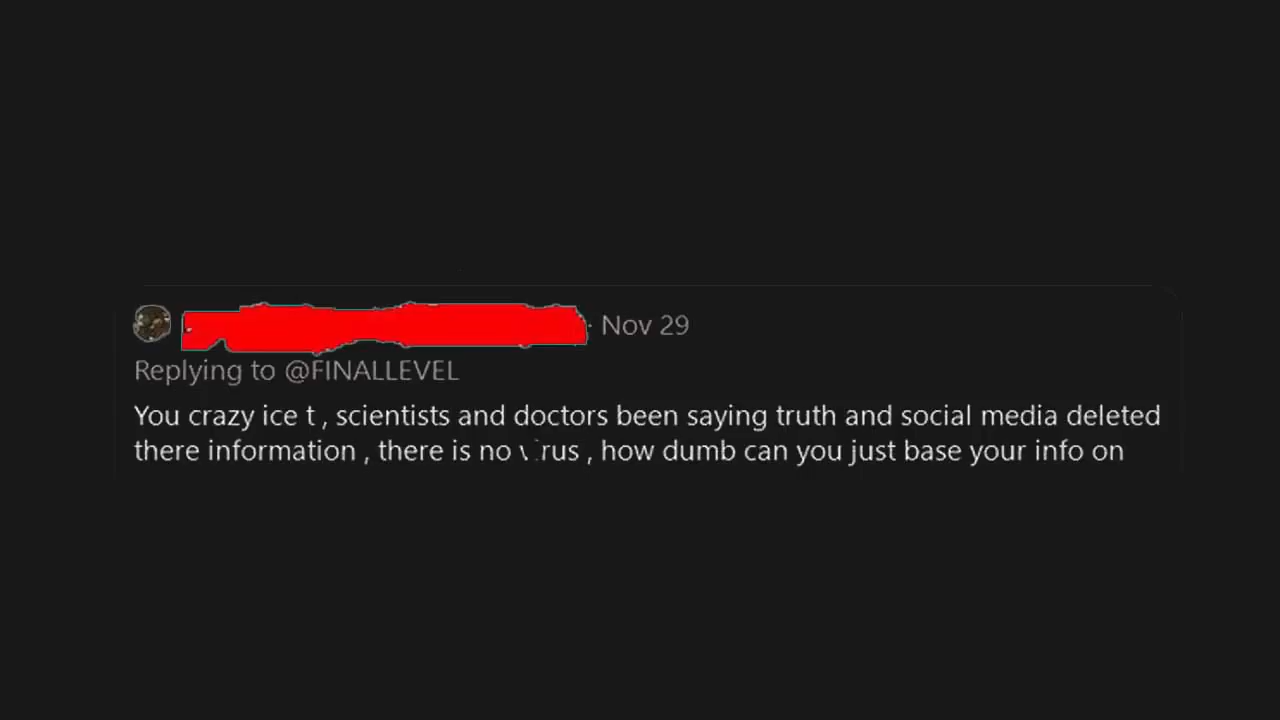 Nov 29
Replying to @FINALLEVEL
You crazy ice t , scientists and doctors been saying truth and social media deleted
there information , there is no virus , how dumb can you just base your info on